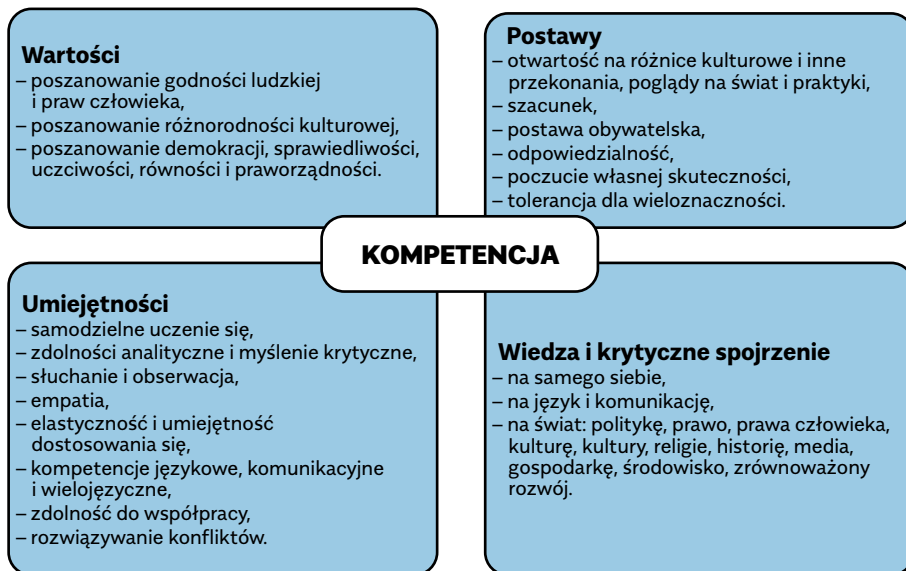 Wartości
– poszanowanie godności ludzkiej
i praw człowieka,
– poszanowanie różnorodności kulturowej,
– poszanowanie demokracji, sprawiedliwości,
uczciwości, równości i praworządności.
Postawy
– otwartość na różnice kulturowe i inne
przekonania, poglądy na świat i praktyki,
– szacunek,
– postawa obywatelska,
– odpowiedzialność,
– poczucie własnej skuteczności,
– tolerancja dla wieloznaczności.
KOMPETENCJA
Umiejętności
– samodzielne uczenie się,
– zdolności analityczne i myślenie krytyczne,
– słuchanie i obserwacja,
– empatia,
– elastyczność i umiejętność
dostosowania się,
– kompetencje językowe, komunikacyjne
i wielojęzyczne,
– zdolność do współpracy,
– rozwiązywanie konfliktów.
Wiedza i krytyczne spojrzenie
– na samego siebie,
– na język i komunikację,
– na świat: politykę, prawo, prawa człowieka,
kulturę, kultury, religie, historię, media,
gospodarkę, środowisko, zrównoważony
rozwój.